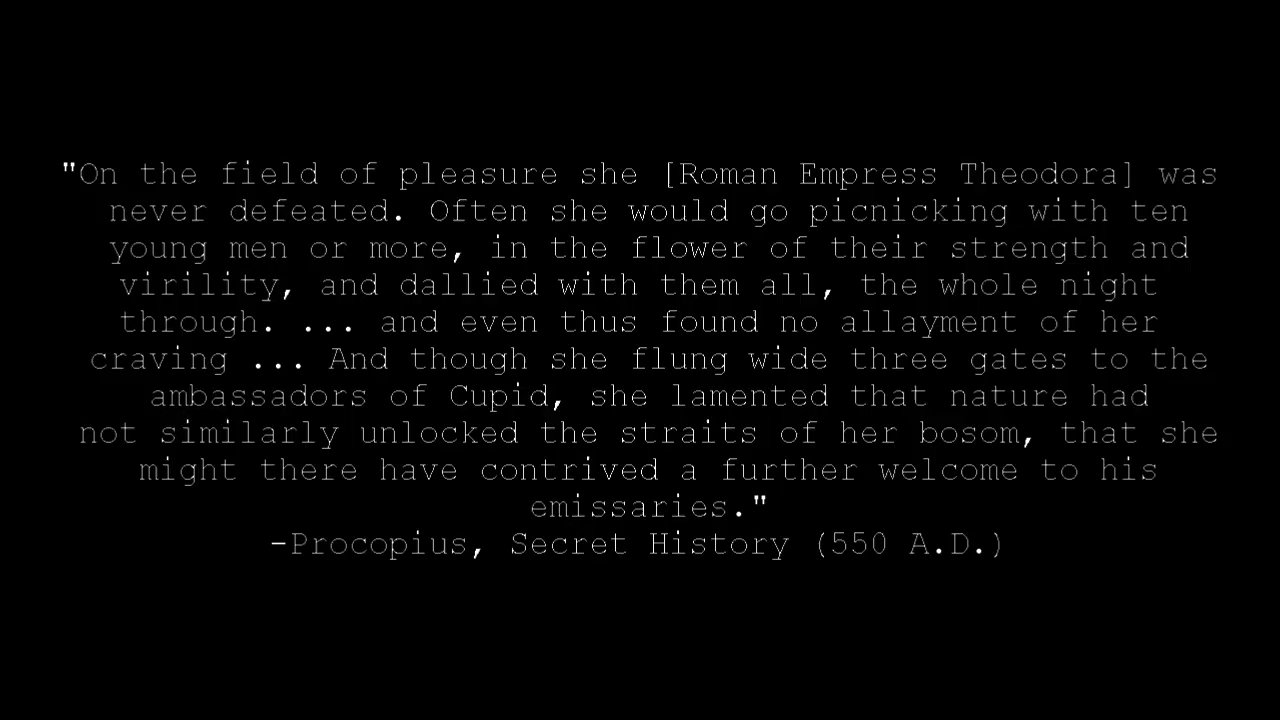 "On the field of pleasure she [Roman Empress Theodora] was
never defeated. Often she would go picnicking with ten
young men or more, in the flower of their strength and
virility, and dallied with them all, the whole night
through. ... and even thus found no allayment of her
craving ... And though she flung wide three gates to the
ambassadors of Cupid, she lamented that nature had
not similarly unlocked the straits of her bosom, that she
might there have contrived a further welcome to his
emissaries."
-Procopius, Secret History (550 A.D.)